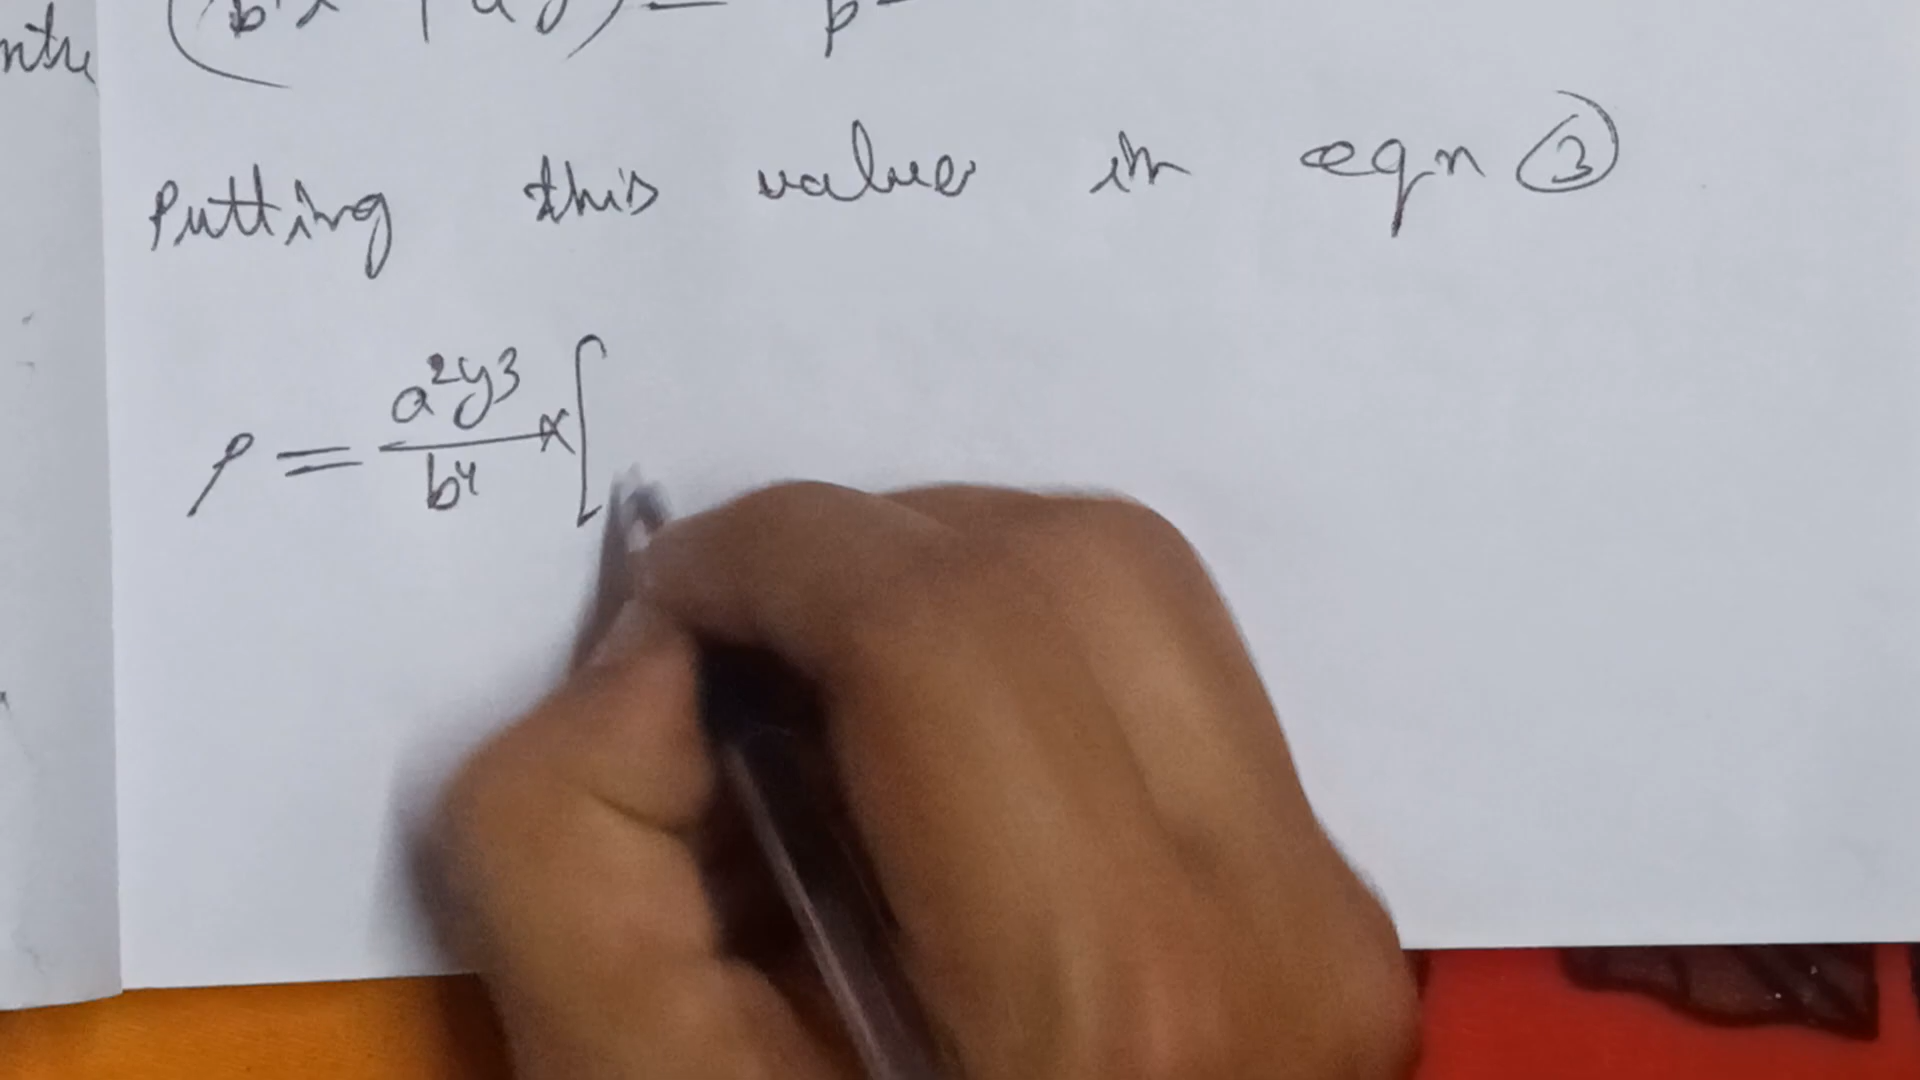 Putting this value in eqn ③
ρ = a²y³/b⁴ × [